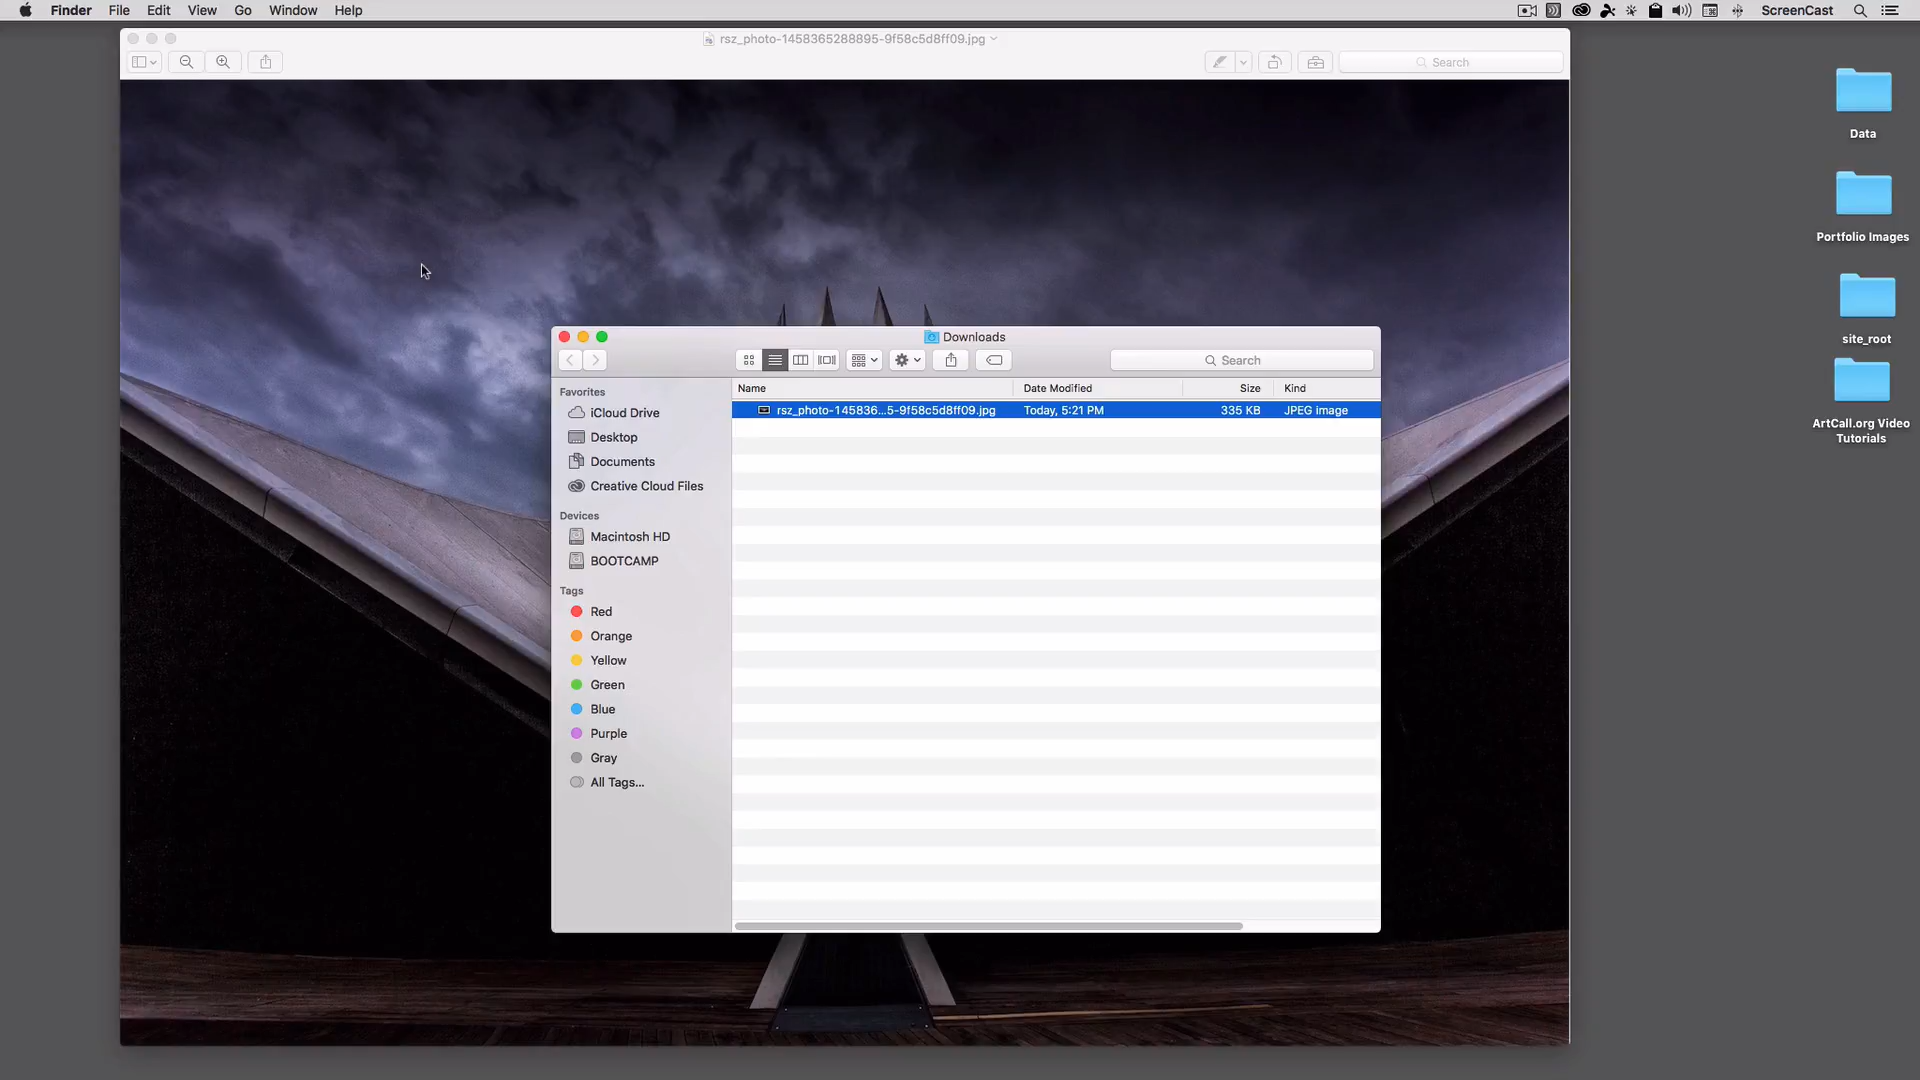 Finder File Edit View Go Window Help ScreenCast
rsz_photo-1458365288895-9f58c5d8ff09.jpg
Search
Data
Portfolio Images
site_root
ArtCall.org Video
Tutorials
Downloads
Search
Favorites
iCloud Drive
Desktop
Documents
Creative Cloud Files
Devices
Macintosh HD
BOOTCAMP
Tags
Red
Orange
Yellow
Green
Blue
Purple
Gray
All Tags...
Name Date Modified Size Kind
rsz_photo-145836...5-9f58c5d8ff09.jpg Today, 5:21 PM 335 KB JPEG image